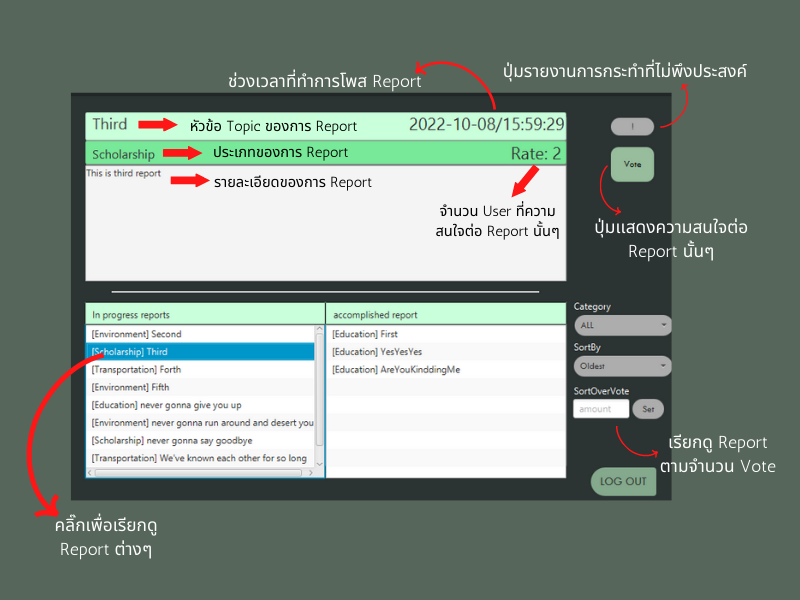 ช่วงเวลาที่ทำการโพส Report
ปุ่มรายงานการกระทำที่ไม่พึงประสงค์
Third
หัวข้อ Topic ของการ Report
2022-10-08/15:59:29
!
Scholarship
ประเภทของการ Report
Rate: 2
Vote
This is third report
รายละเอียดของการ Report
จำนวน User ที่ความ
สนใจต่อ Report นั้นๆ
ปุ่มแสดงความสนใจต่อ
Report นั้นๆ
In progress reports
[Environment] Second
[Scholarship] Third
[Transportation] Forth
[Environment] Fifth
[Education] never gonna give you up
[Environment] never gonna run around and desert you
[Scholarship] never gonna say goodbye
[Transportation] We've known each other for so long
accomplished report
[Education] First
[Education] YesYesYes
[Education] AreYouKinddingMe
Category
ALL
SortBy
Oldest
SortOverVote
amount
Set
เรียกดู Report
ตามจำนวน Vote
LOG OUT
คลิ๊กเพื่อเรียกดู
Report ต่างๆ